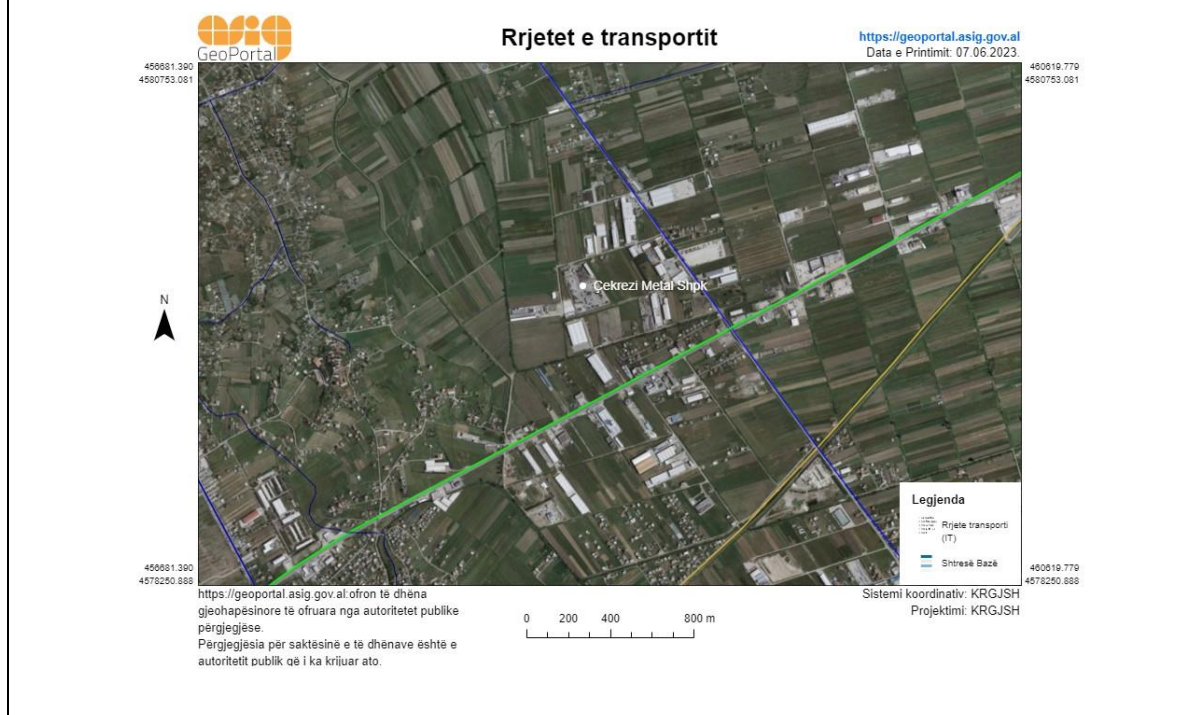 asig
GeoPortal
Rrjetet e transportit
https://geoportal.asig.gov.al
Data e Printimit: 07.06.2023.
456681.390
4580753.081
460619.779
4580753.081
Çekrezi Metal Shpk
N
Legjenda
Rrjete transporti
(IT)
Shtresë Bazë
456681.390
4578250.888
460619.779
4578250.888
https://geoportal.asig.gov.al:ofron të dhëna
gjeohapësinore të ofruara nga autoritetet publike
përgjegjëse.
Përgjegjësia për saktësinë e të dhënave është e
autoritetit publik që i ka krijuar ato.
0 200 400 800 m
Sistemi koordinativ: KRGJSH
Projektimi: KRGJSH